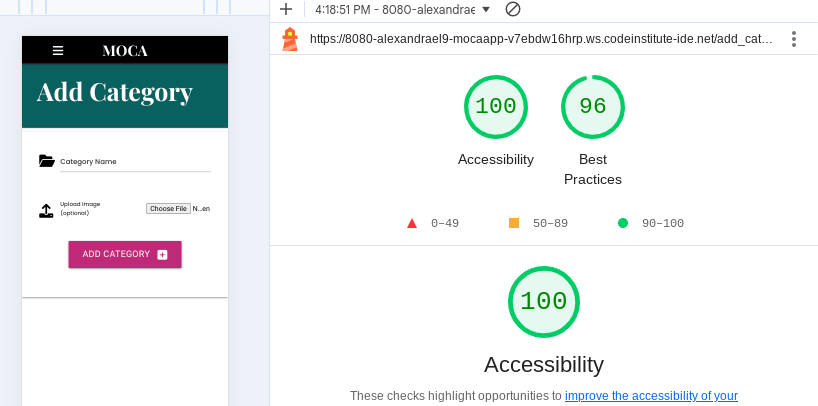 4:18:51 PM - 8080-alexandrae
https://8080-alexandrael9-mocaapp-v7ebdw16hrp.ws.codeinstitute-ide.net/add_cat...
MOCA
Add Category
Category Name
Upload Image
(optional)
Choose File N...en
ADD CATEGORY
100
96
Accessibility
Best
Practices
0–49
50–89
90–100
100
Accessibility
These checks highlight opportunities to improve the accessibility of your